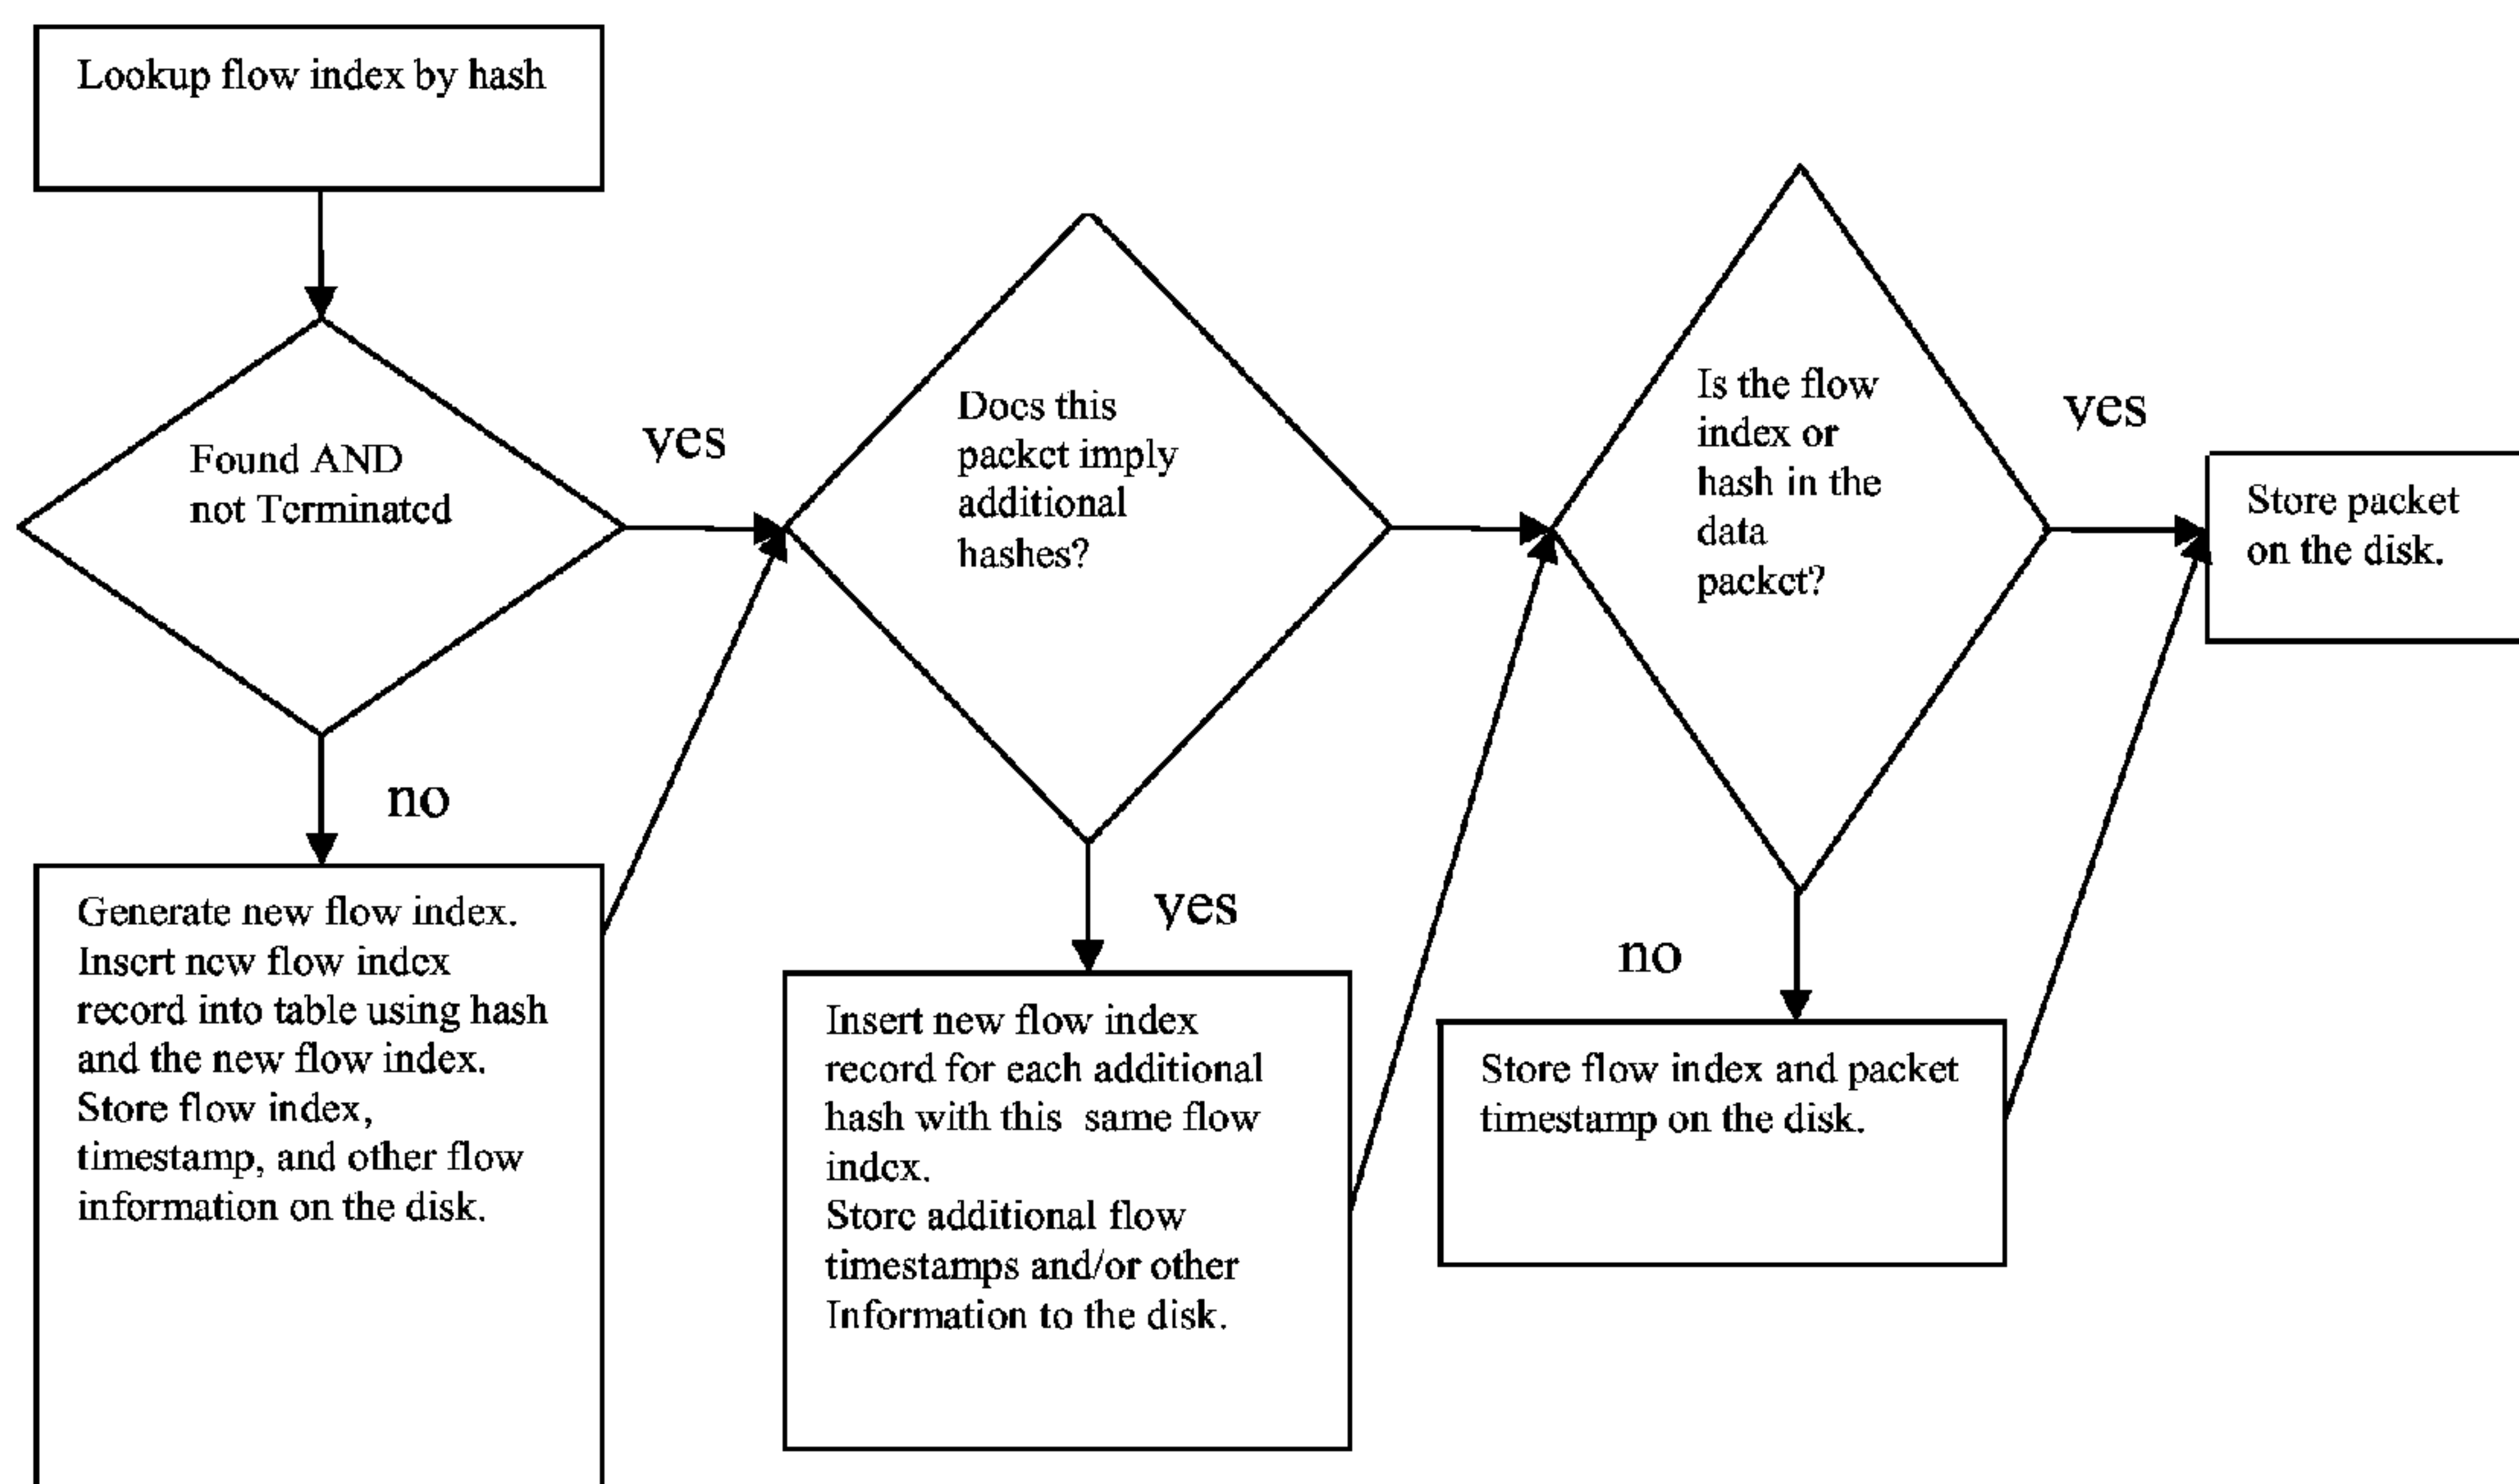 Lookup flow index by hash
Found AND
not Terminated
yes
no
Generate new flow index.
Insert new flow index
record into table using hash
and the new flow index.
Store flow index,
timestamp, and other flow
information on the disk.
Does this
packet imply
additional
hashes?
yes
Insert new flow index
record for each additional
hash with this same flow
index.
Store additional flow
timestamps and/or other
Information to the disk.
Is the flow
index or
hash in the
data
packet?
yes
no
Store flow index and packet
timestamp on the disk.
Store packet
on the disk.